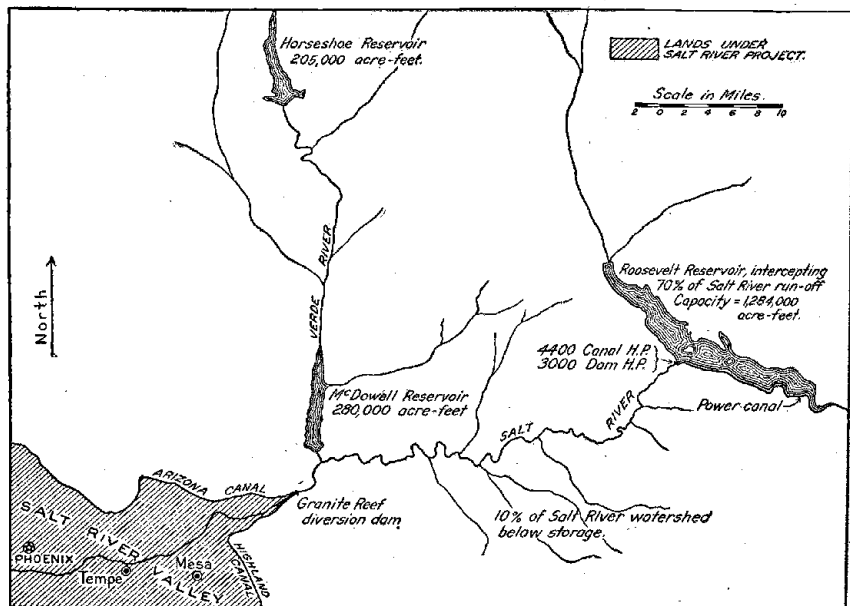 Horseshoe Reservoir
205,000 acre-feet.
LANDS UNDER
SALT RIVER PROJECT.
Scale in Miles.
2 0 2 4 6 8 10
North
VERDE RIVER
Roosevelt Reservoir, intercepting
70% of Salt River run-off
Capacity = 1,284,000
acre-feet.
4400 Canal H.P.
3000 Dam H.P.
McDowell Reservoir
280,000 acre-feet
Power canal
SALT RIVER
ARIZONA CANAL
Granite Reef
diversion dam
10% of Salt River watershed
below storage.
SALT RIVER VALLEY
PHOENIX
Tempe
Mesa
HIGHLAND
CANAL